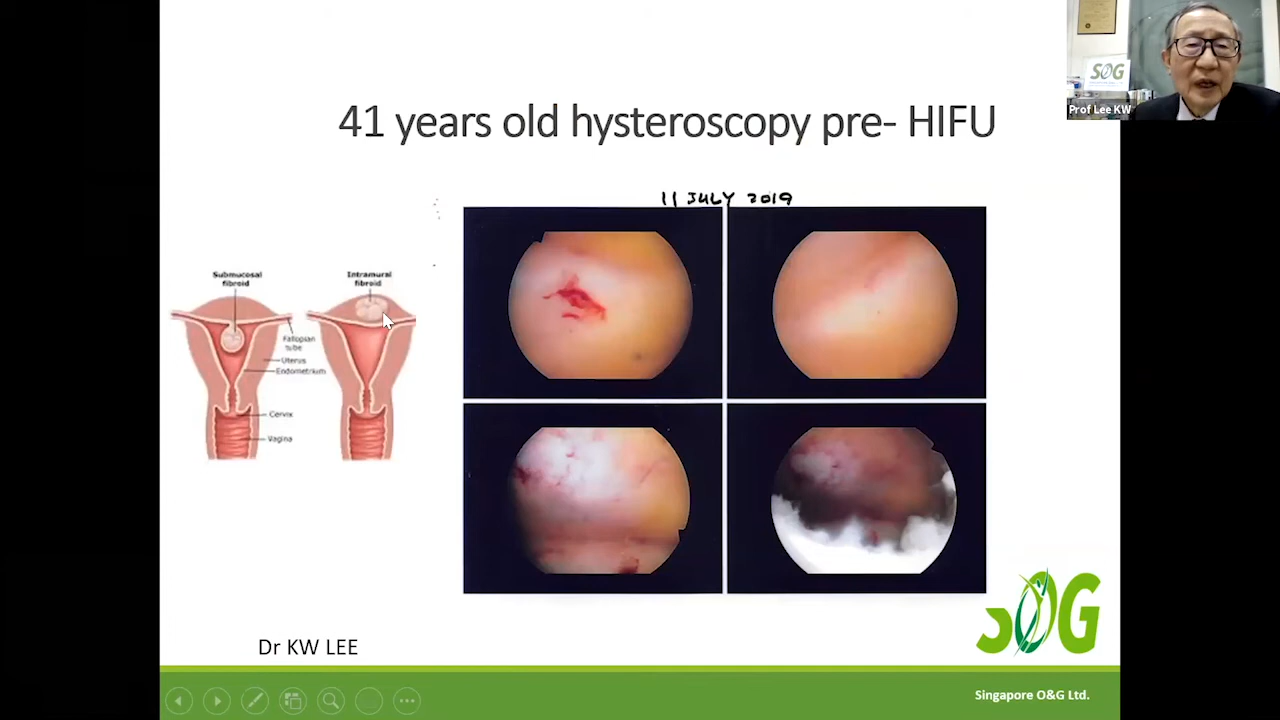 41 years old hysteroscopy pre- HIFU
SOG
Prof Lee KW
11 JULY 2019
Submucosal
fibroid
Intramural
fibroid
Fallopian
tube
Uterus
Endometrium
Cervix
Vagina
SOG
Dr KW LEE
Singapore O&G Ltd.